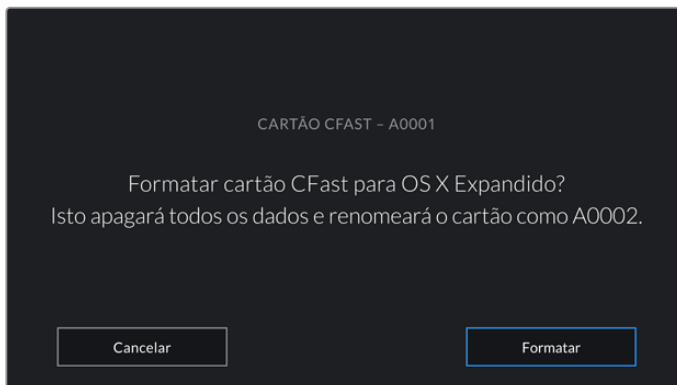 CARTÃO CFAST – A0001
Formatar cartão CFast para OS X Expandido?
Isto apagará todos os dados e renomeará o cartão como A0002.
Cancelar
Formatar